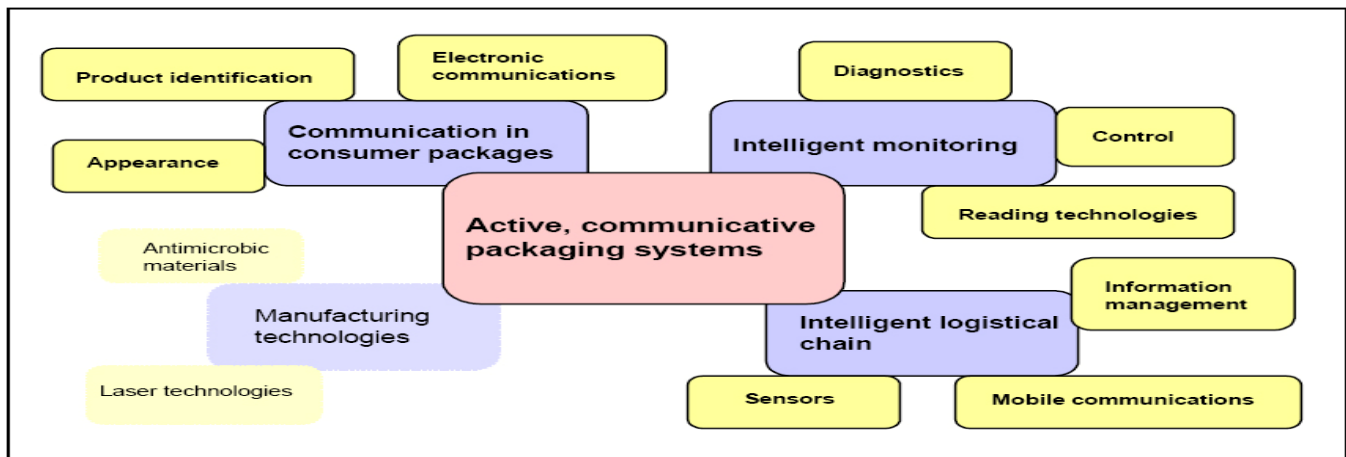 Product identification
Electronic
communications
Appearance
Communication in
consumer packages
Diagnostics
Control
Intelligent monitoring
Reading technologies
Active, communicative
packaging systems
Antimicrobic
materials
Manufacturing
technologies
Laser technologies
Information
management
Intelligent logistical
chain
Sensors
Mobile communications